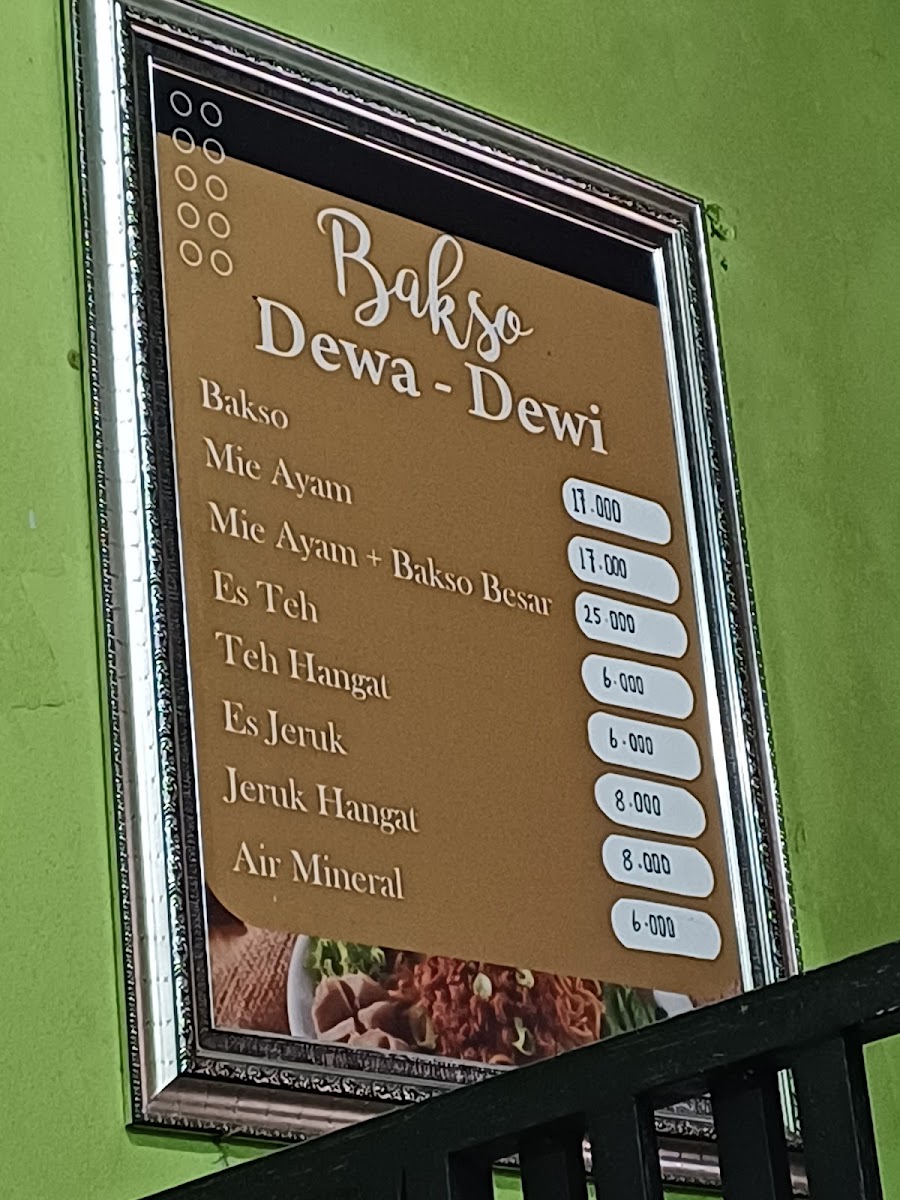 Bakso
Dewa - Dewi
Bakso 17.000
Mie Ayam 17.000
Mie Ayam + Bakso Besar 25.000
Es Teh 6.000
Teh Hangat 6.000
Es Jeruk 8.000
Jeruk Hangat 8.000
Air Mineral 6.000